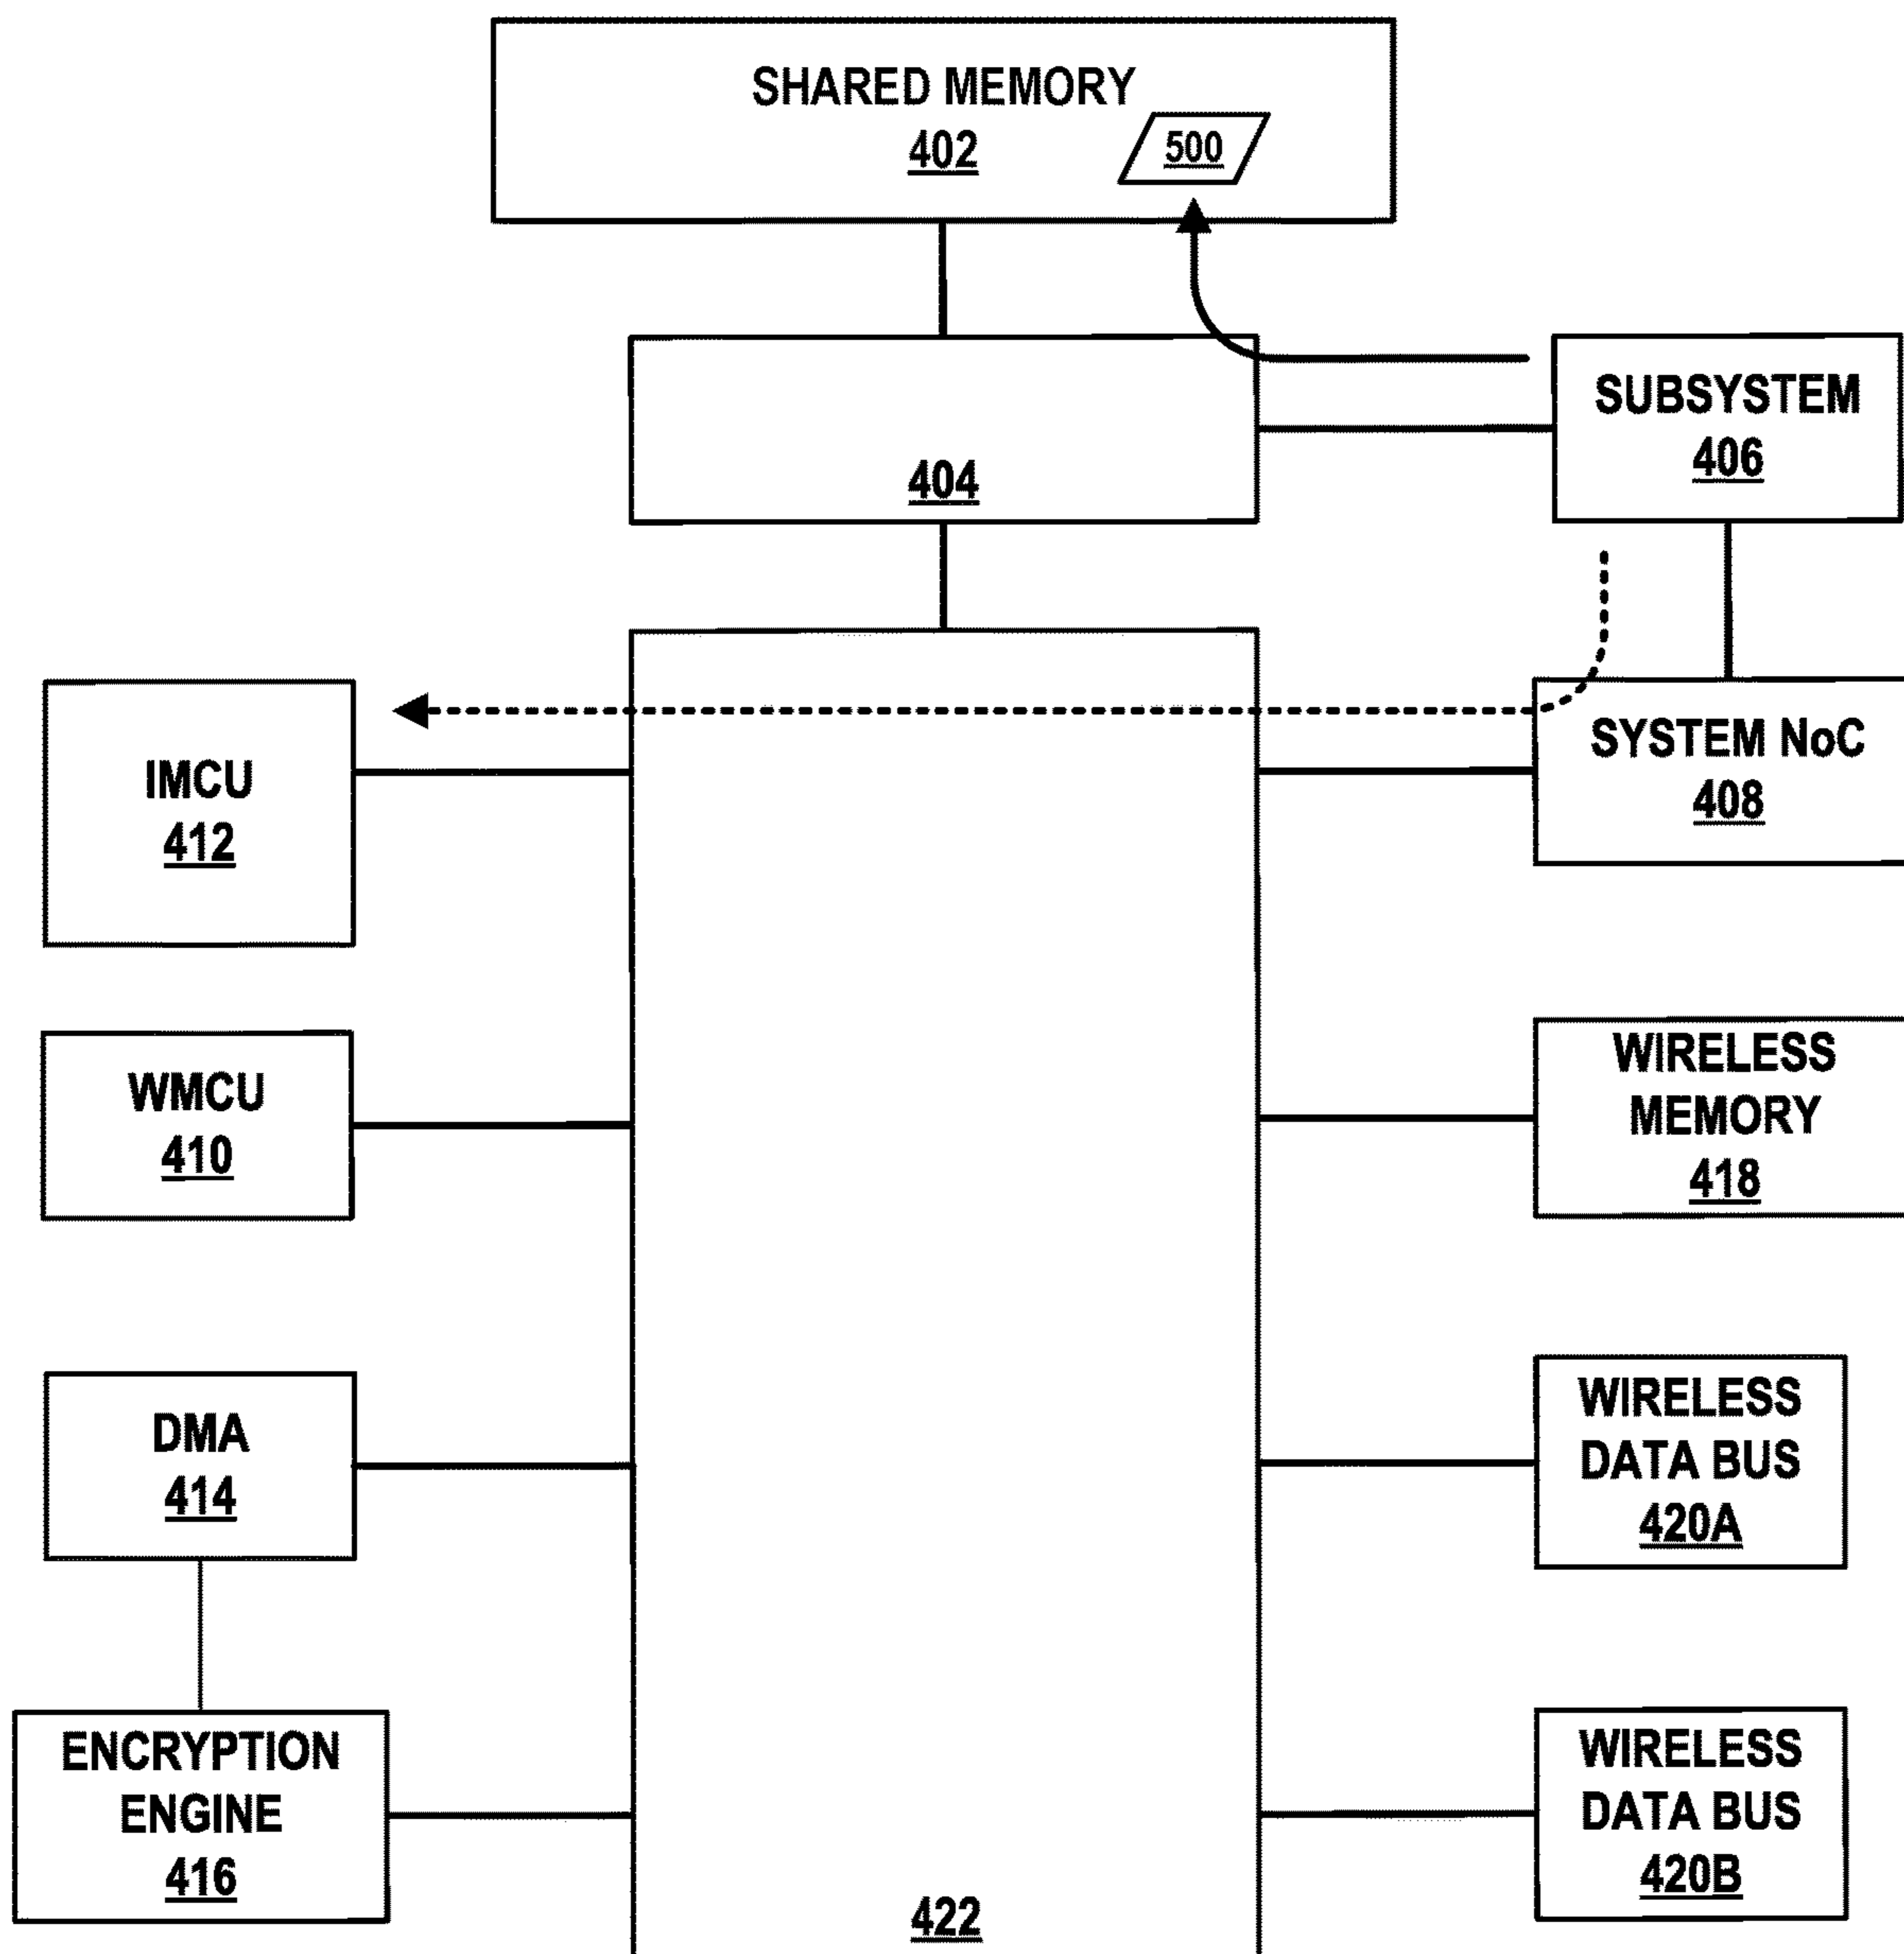 SHARED MEMORY
402
500
404
SUBSYSTEM
406
IMCU
412
SYSTEM NoC
408
WMCU
410
WIRELESS
MEMORY
418
DMA
414
WIRELESS
DATA BUS
420A
ENCRYPTION
ENGINE
416
WIRELESS
DATA BUS
420B
422